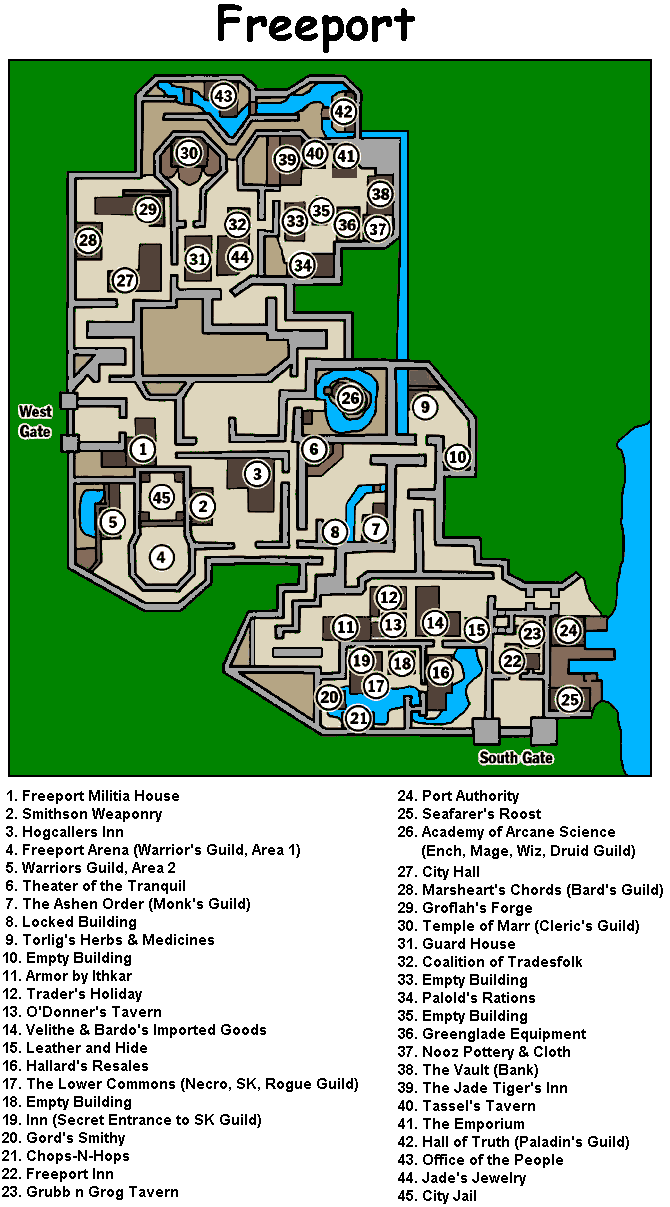 Freeport
43
42
30
39
40
41
38
29
32
33
35
36
37
28
31
44
34
27
West
Gate
26
9
1
6
10
3
45
2
5
8
7
4
12
11
13
14
15
23
24
19
18
22
16
17
20
25
21
South Gate
1. Freeport Militia House
2. Smithson Weaponry
3. Hogcallers Inn
4. Freeport Arena (Warrior's Guild, Area 1)
5. Warriors Guild, Area 2
6. Theater of the Tranquil
7. The Ashen Order (Monk's Guild)
8. Locked Building
9. Torlig's Herbs & Medicines
10. Empty Building
11. Armor by Ithkar
12. Trader's Holiday
13. O'Donner's Tavern
14. Velithe & Bardo's Imported Goods
15. Leather and Hide
16. Hallard's Resales
17. The Lower Commons (Necro, SK, Rogue Guild)
18. Empty Building
19. Inn (Secret Entrance to SK Guild)
20. Gord's Smithy
21. Chops-N-Hops
22. Freeport Inn
23. Grubb n Grog Tavern
24. Port Authority
25. Seafarer's Roost
26. Academy of Arcane Science
(Ench, Mage, Wiz, Druid Guild)
27. City Hall
28. Marsheart's Chords (Bard's Guild)
29. Groflah's Forge
30. Temple of Marr (Cleric's Guild)
31. Guard House
32. Coalition of Tradesfolk
33. Empty Building
34. Palold's Rations
35. Empty Building
36. Greenglade Equipment
37. Nooz Pottery & Cloth
38. The Vault (Bank)
39. The Jade Tiger's Inn
40. Tassel's Tavern
41. The Emporium
42. Hall of Truth (Paladin's Guild)
43. Office of the People
44. Jade's Jewelry
45. City Jail